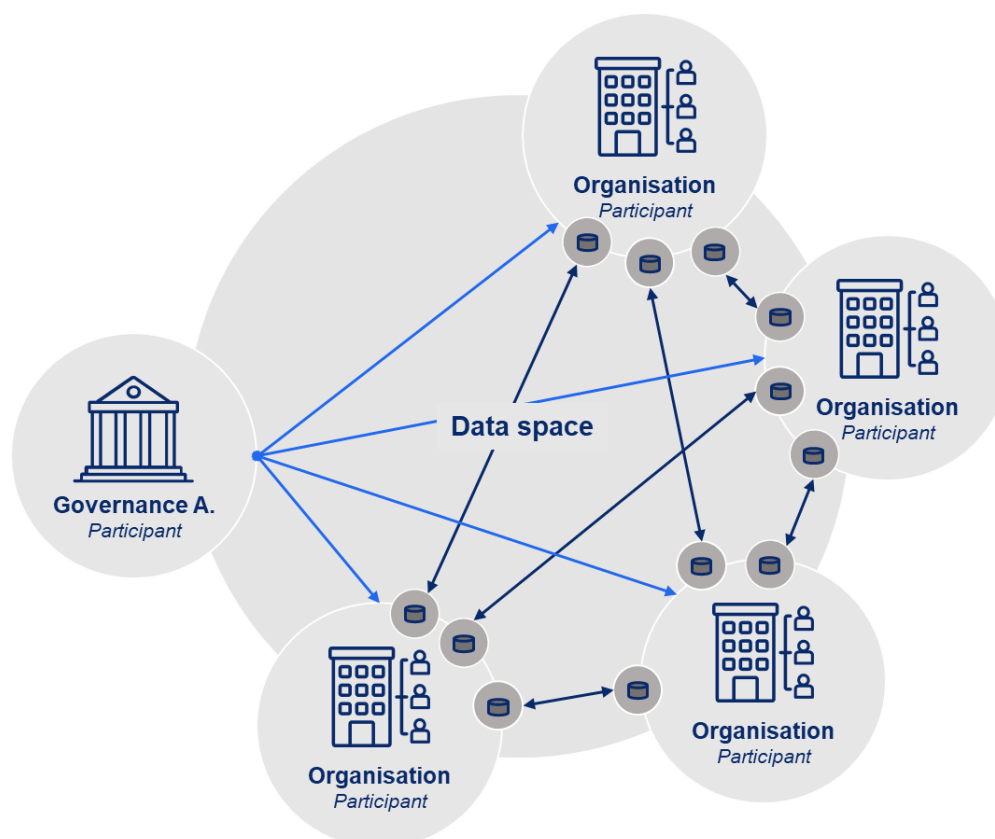 Organisation
Participant
Organisation
Participant
Data space
Governance A.
Participant
Organisation
Participant
Organisation
Participant